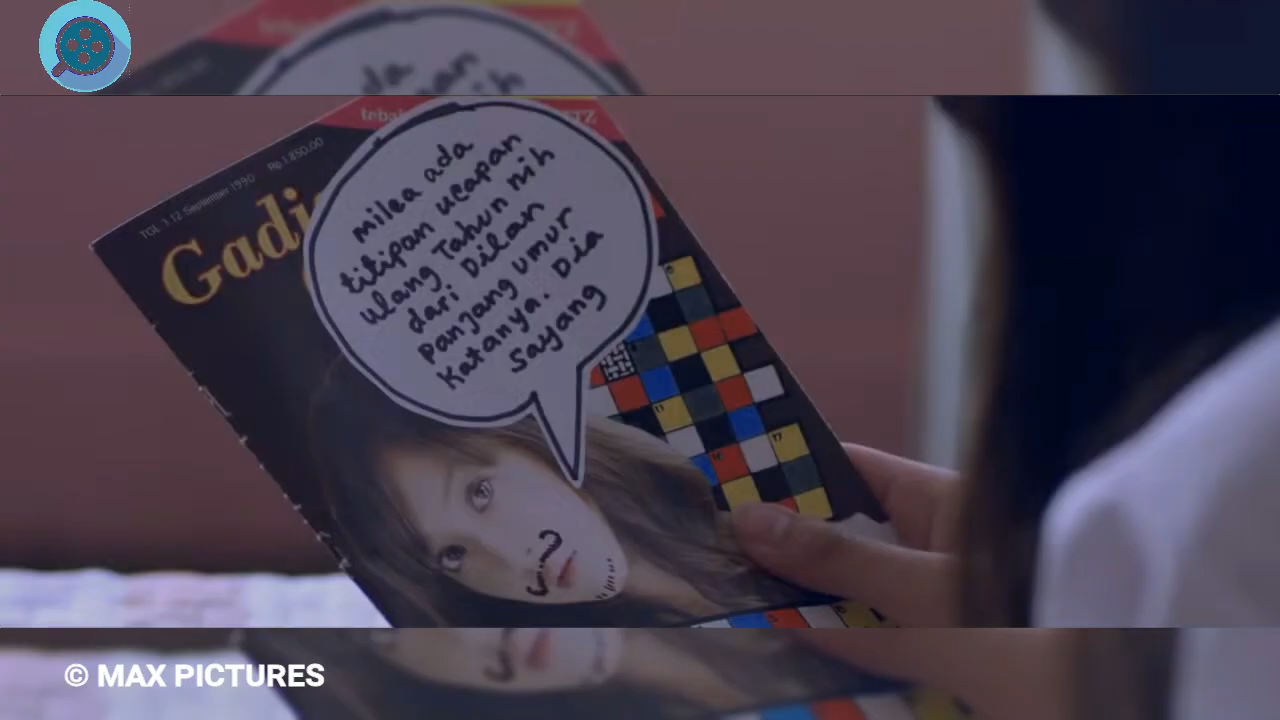 TGL 1-12 September 1990 Rp.1.850,00
Gadi
milea ada
titipan ucapan
ulang Tahun nih
dari Dilan
panjang umur
katanya. Dia
sayang
© MAX PICTURES